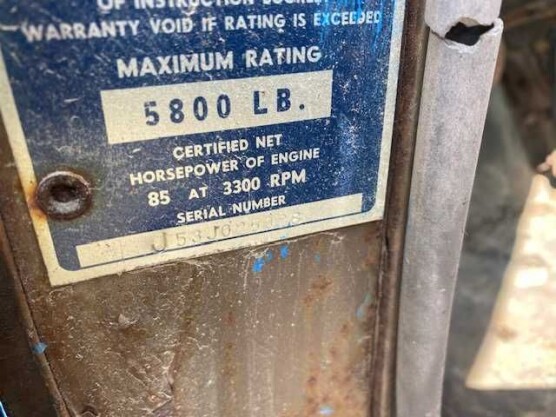 OF INSTRUCTION
WARRANTY VOID IF RATING IS EXCEEDED
MAXIMUM RATING
5800 LB.
CERTIFIED NET
HORSEPOWER OF ENGINE
85 AT 3300 RPM
SERIAL NUMBER